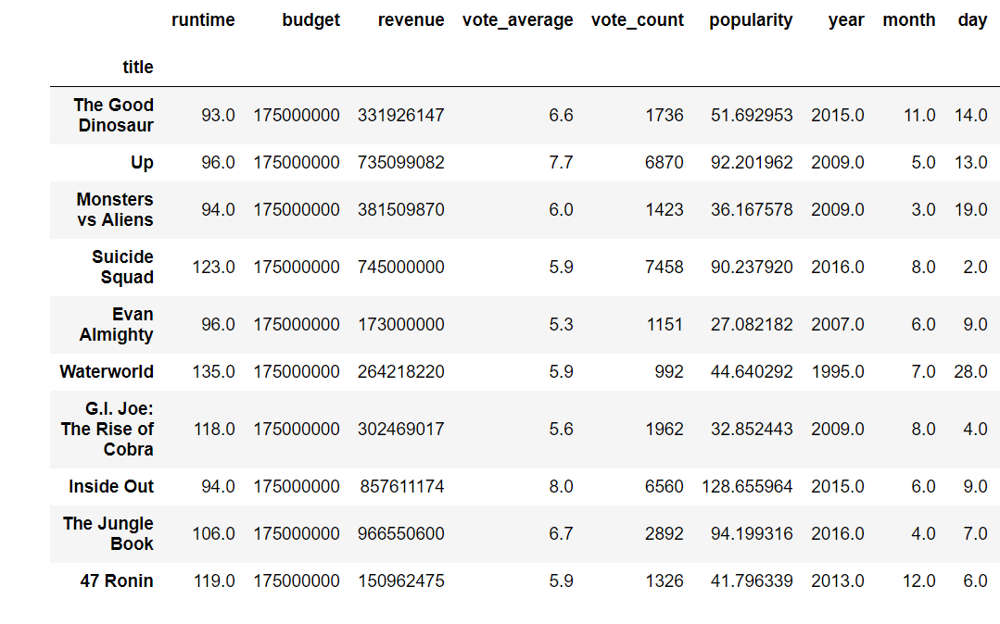 runtime budget revenue vote_average vote_count popularity year month day
title
The Good
Dinosaur 93.0 175000000 331926147 6.6 1736 51.692953 2015.0 11.0 14.0
Up 96.0 175000000 735099082 7.7 6870 92.201962 2009.0 5.0 13.0
Monsters
vs Aliens 94.0 175000000 381509870 6.0 1423 36.167578 2009.0 3.0 19.0
Suicide
Squad 123.0 175000000 745000000 5.9 7458 90.237920 2016.0 8.0 2.0
Evan
Almighty 96.0 175000000 173000000 5.3 1151 27.082182 2007.0 6.0 9.0
Waterworld 135.0 175000000 264218220 5.9 992 44.640292 1995.0 7.0 28.0
G.I. Joe:
The Rise of 118.0 175000000 302469017 5.6 1962 32.852443 2009.0 8.0 4.0
Cobra
Inside Out 94.0 175000000 857611174 8.0 6560 128.655964 2015.0 6.0 9.0
The Jungle
Book 106.0 175000000 966550600 6.7 2892 94.199316 2016.0 4.0 7.0
47 Ronin 119.0 175000000 150962475 5.9 1326 41.796339 2013.0 12.0 6.0